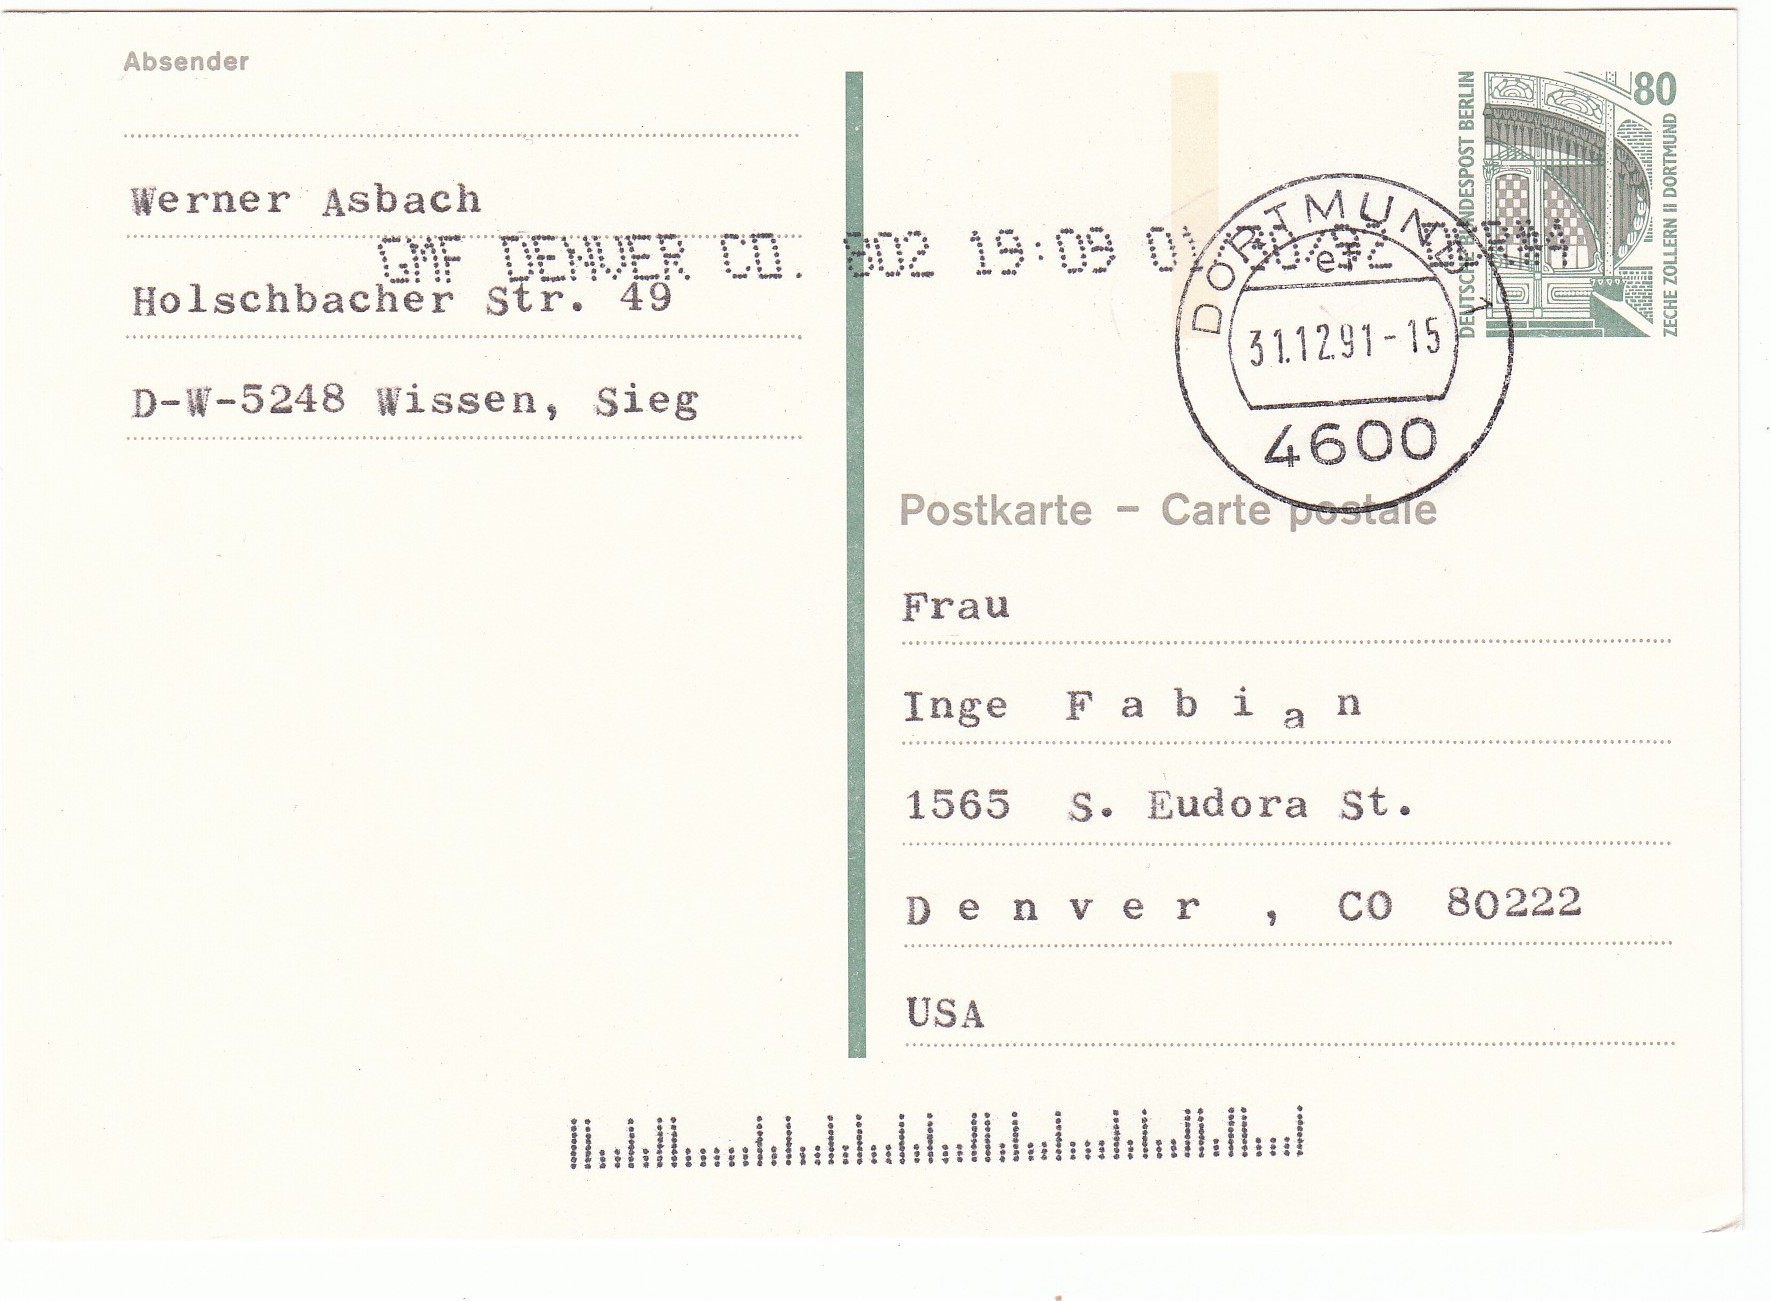 Absender
Werner Asbach
Holschbacher Str. 49
D-W-5248 Wissen, Sieg
GMF DENVER CO. 802 19:09
80
DEUTSCHE BUNDESPOST BERLIN
ZECHE ZOLLERN II DORTMUND
DORTMUND
er
31.12.91-15
4600
Postkarte – Carte postale
Frau
Inge F a b i a n
1565 S. Eudora St.
D e n v e r , CO 80222
USA